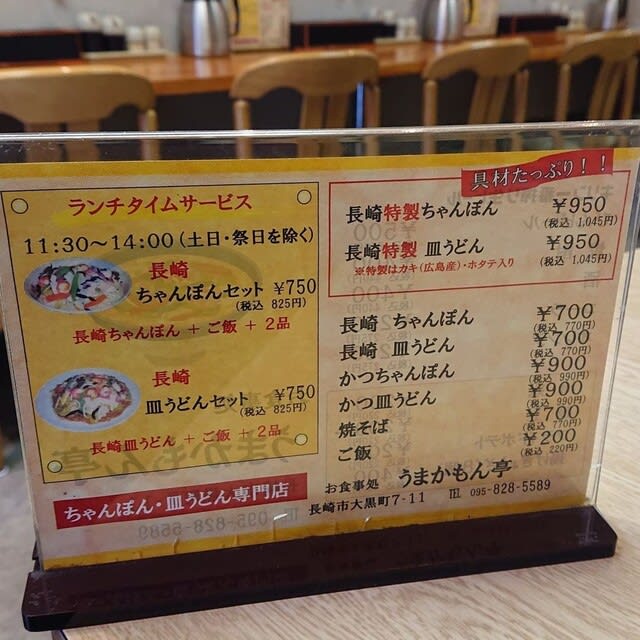 ランチタイムサービス
11:30～14:00(土日・祭日を除く)
長崎
ちゃんぽんセット ¥750
(税込 825円)
長崎ちゃんぽん + ご飯 + 2品
長崎
皿うどんセット ¥750
(税込 825円)
長崎皿うどん + ご飯 + 2品
ちゃんぽん・皿うどん専門店
具材たっぷり！！
長崎特製ちゃんぽん ¥950
(税込 1,045円)
長崎特製 皿うどん ¥950
(税込 1,045円)
※特製はカキ(広島産)・ホタテ入り
長崎 ちゃんぽん ¥700
(税込 770円)
長崎 皿うどん ¥700
(税込 770円)
かつちゃんぽん ¥900
(税込 990円)
かつ皿うどん ¥900
(税込 990円)
焼そば ¥700
(税込 770円)
ご飯 ¥200
(税込 220円)
お食事処 うまかもん亭
長崎市大黒町7-11 ℡ 095-828-5589